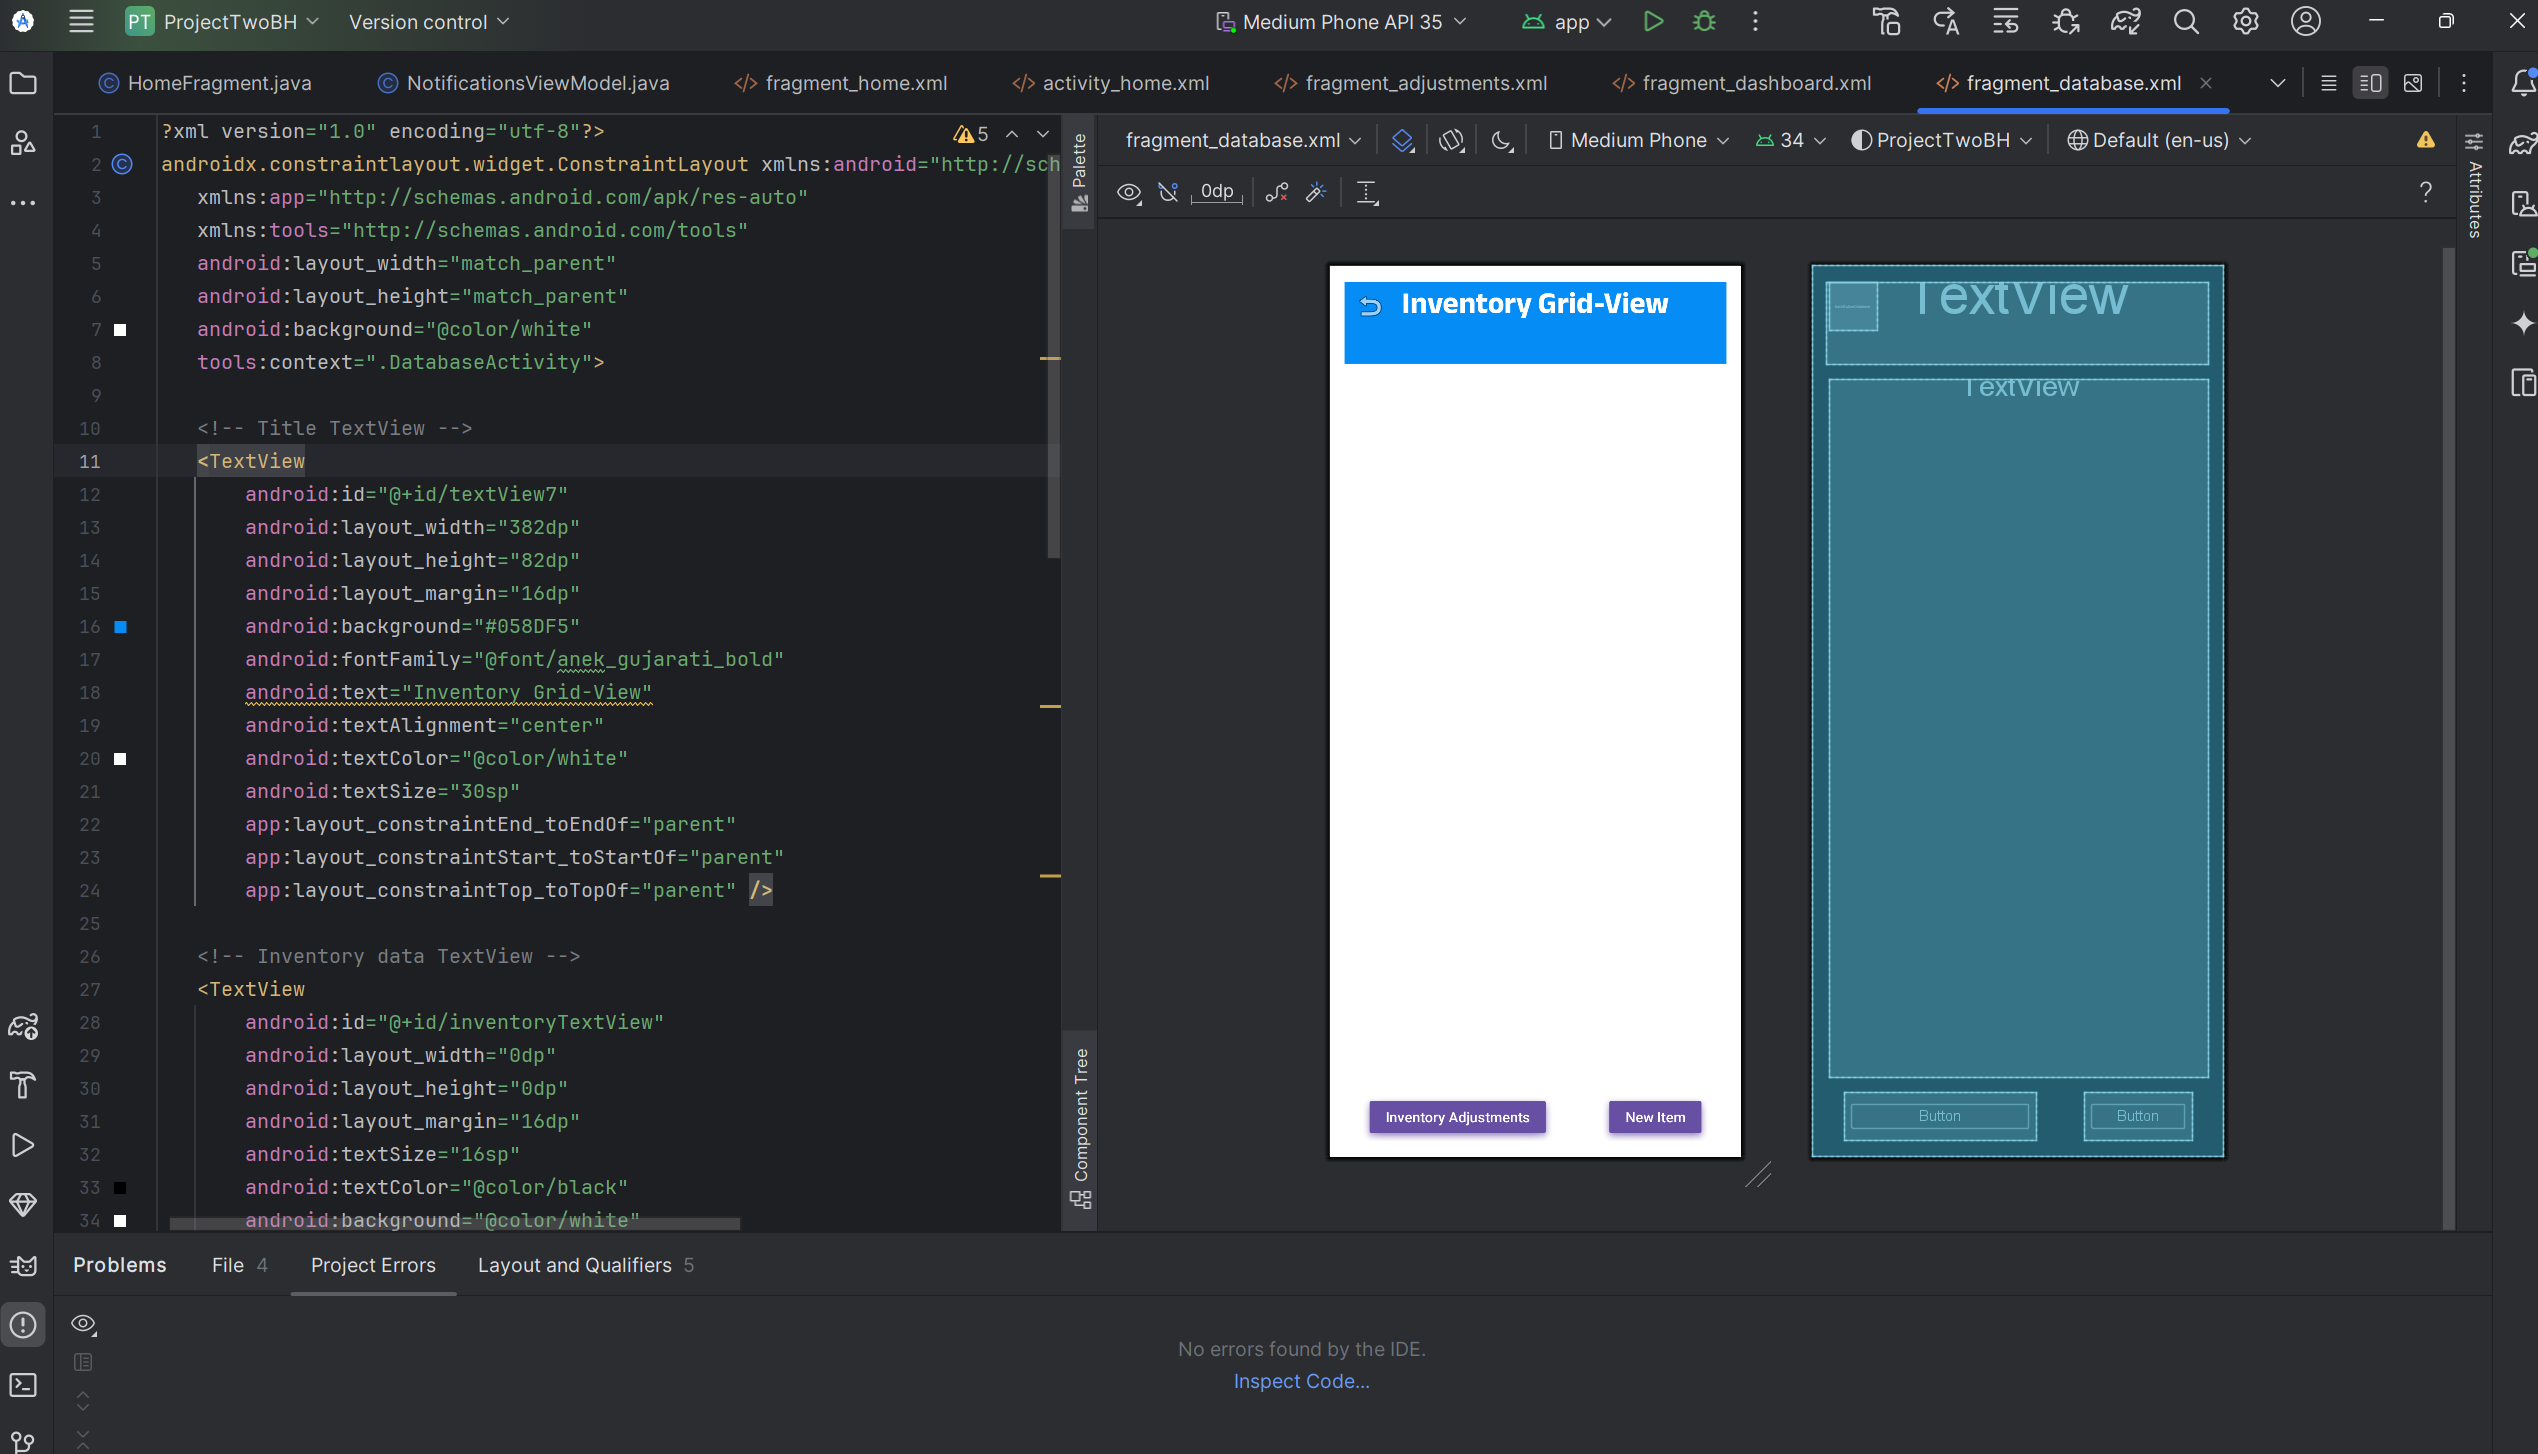 PT ProjectTwoBH Version control Medium Phone API 35 app
HomeFragment.java NotificationsViewModel.java fragment_home.xml activity_home.xml fragment_adjustments.xml fragment_dashboard.xml fragment_database.xml
1 ?xml version="1.0" encoding="utf-8"?> 5
2 androidx.constraintlayout.widget.ConstraintLayout xmlns:android="http://sch
3 xmlns:app="http://schemas.android.com/apk/res-auto"
4 xmlns:tools="http://schemas.android.com/tools"
5 android:layout_width="match_parent"
6 android:layout_height="match_parent"
7 android:background="@color/white"
8 tools:context=".DatabaseActivity">
9
10 <!-- Title TextView -->
11 <TextView
12 android:id="@+id/textView7"
13 android:layout_width="382dp"
14 android:layout_height="82dp"
15 android:layout_margin="16dp"
16 android:background="#058DF5"
17 android:fontFamily="@font/anek_gujarati_bold"
18 android:text="Inventory Grid-View"
19 android:textAlignment="center"
20 android:textColor="@color/white"
21 android:textSize="30sp"
22 app:layout_constraintEnd_toEndOf="parent"
23 app:layout_constraintStart_toStartOf="parent"
24 app:layout_constraintTop_toTopOf="parent" />
25
26 <!-- Inventory data TextView -->
27 <TextView
28 android:id="@+id/inventoryTextView"
29 android:layout_width="0dp"
30 android:layout_height="0dp"
31 android:layout_margin="16dp"
32 android:textSize="16sp"
33 android:textColor="@color/black"
34 android:background="@color/white"
Palette
Component Tree
fragment_database.xml Medium Phone 34 ProjectTwoBH Default (en-us)
0dp ?
Attributes
Inventory Grid-View
Inventory Adjustments New Item
TextView
TextView
Button Button
Problems File 4 Project Errors Layout and Qualifiers 5
No errors found by the IDE.
Inspect Code...